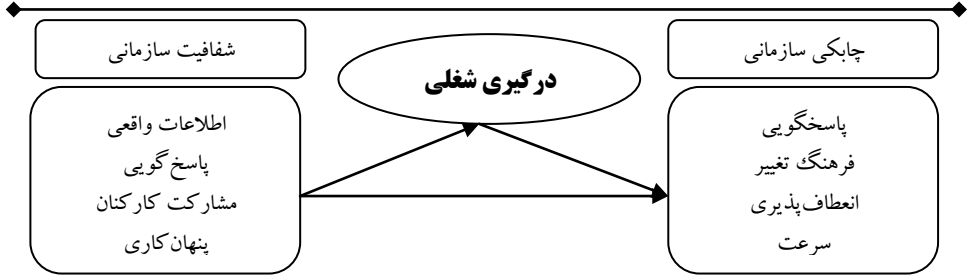 شفافیت سازمانی
چابکی سازمانی
درگیری شغلی
اطلاعات واقعی
پاسخ‌گویی
مشارکت کارکنان
پنهان‌کاری
پاسخگویی
فرهنگ تغییر
انعطاف‌پذیری
سرعت